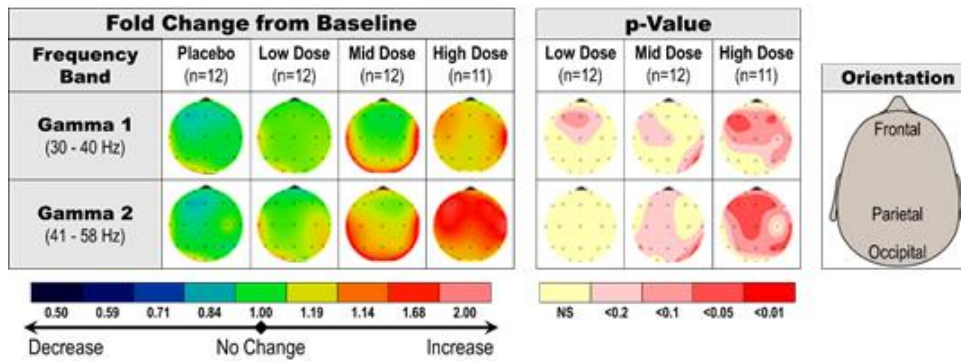 Fold Change from Baseline
p-Value
Frequency Band
Placebo (n=12)
Low Dose (n=12)
Mid Dose (n=12)
High Dose (n=11)
Low Dose (n=12)
Mid Dose (n=12)
High Dose (n=11)
Orientation
Gamma 1
(30 - 40 Hz)
Frontal
Gamma 2
(41 - 58 Hz)
Parietal
Occipital
0.50 0.59 0.71 0.84 1.00 1.19 1.14 1.68 2.00
NS <0.2 <0.1 <0.05 <0.01
Decrease No Change Increase